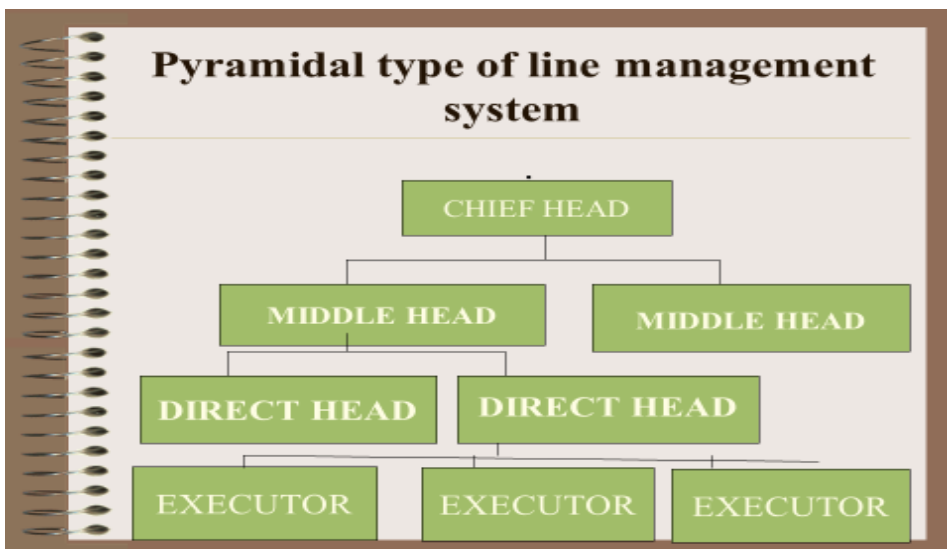 Pyramidal type of line management
system
CHIEF HEAD
MIDDLE HEAD
MIDDLE HEAD
DIRECT HEAD
DIRECT HEAD
EXECUTOR
EXECUTOR
EXECUTOR